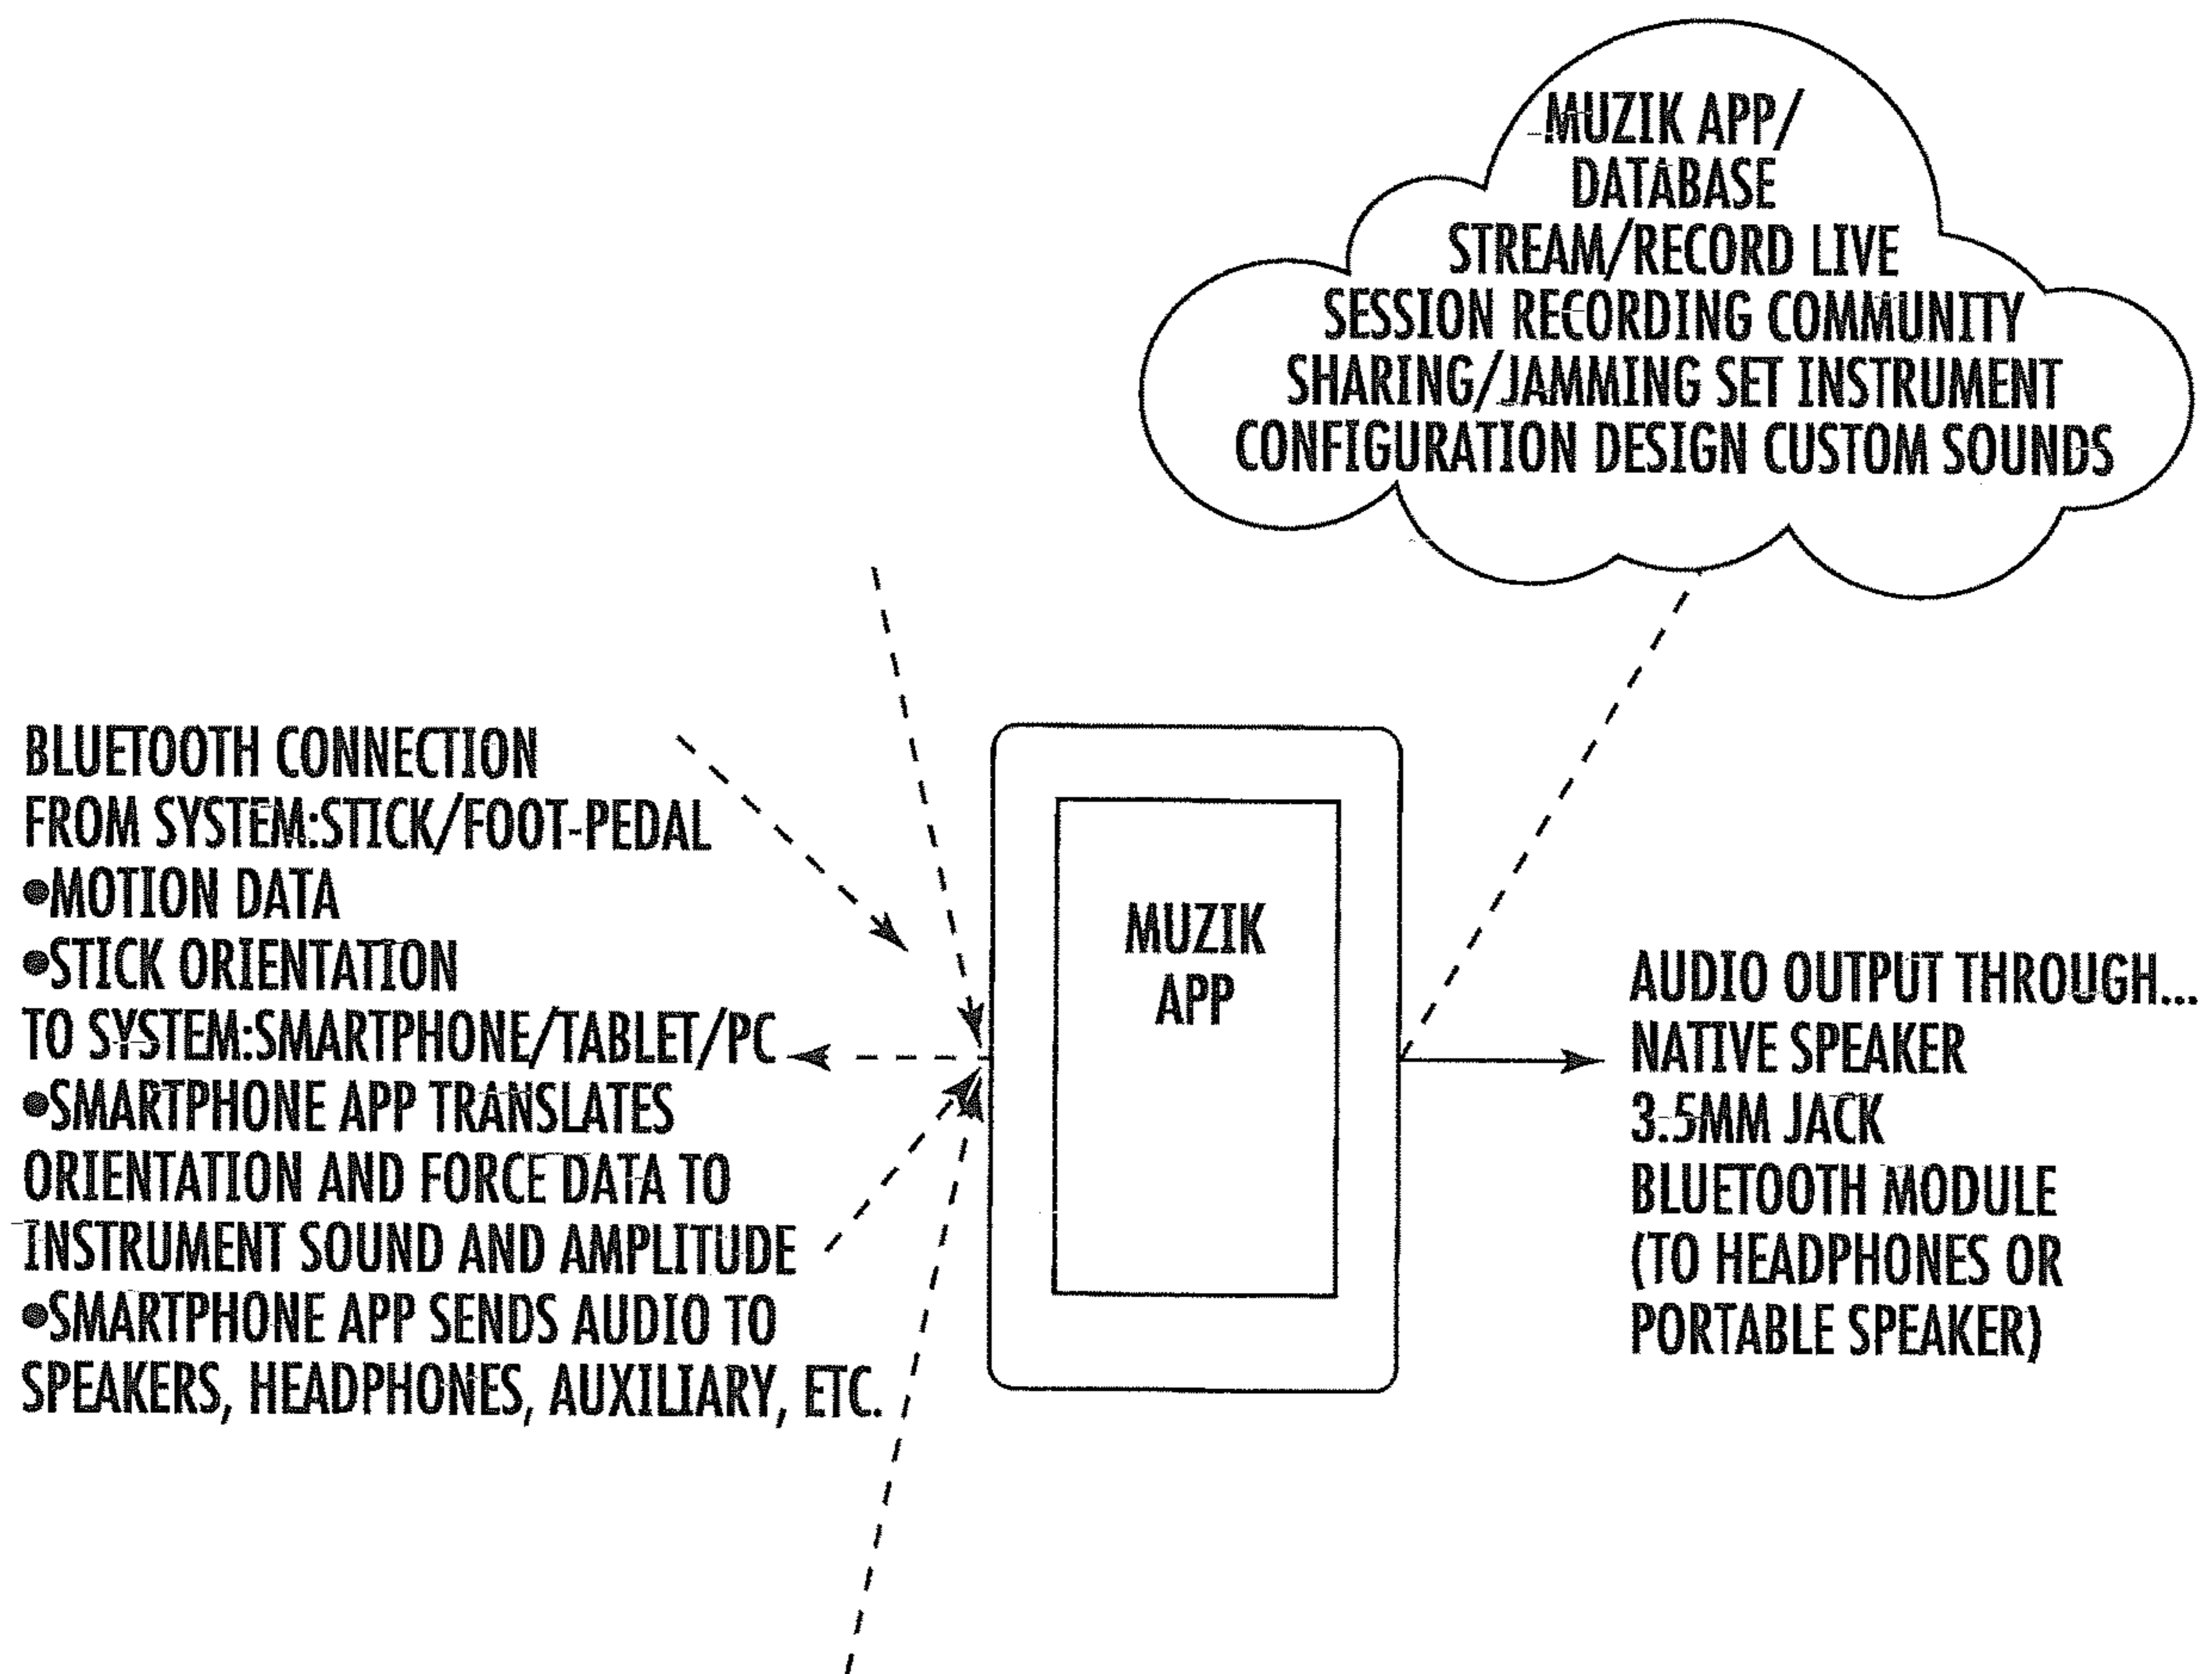 MUZIK APP/
DATABASE
STREAM/RECORD LIVE
SESSION RECORDING COMMUNITY
SHARING/JAMMING SET INSTRUMENT
CONFIGURATION DESIGN CUSTOM SOUNDS
BLUETOOTH CONNECTION
FROM SYSTEM:STICK/FOOT-PEDAL
●MOTION DATA
●STICK ORIENTATION
TO SYSTEM:SMARTPHONE/TABLET/PC
●SMARTPHONE APP TRANSLATES
ORIENTATION AND FORCE DATA TO
INSTRUMENT SOUND AND AMPLITUDE
●SMARTPHONE APP SENDS AUDIO TO
SPEAKERS, HEADPHONES, AUXILIARY, ETC.
MUZIK
APP
AUDIO OUTPUT THROUGH...
NATIVE SPEAKER
3.5MM JACK
BLUETOOTH MODULE
(TO HEADPHONES OR
PORTABLE SPEAKER)